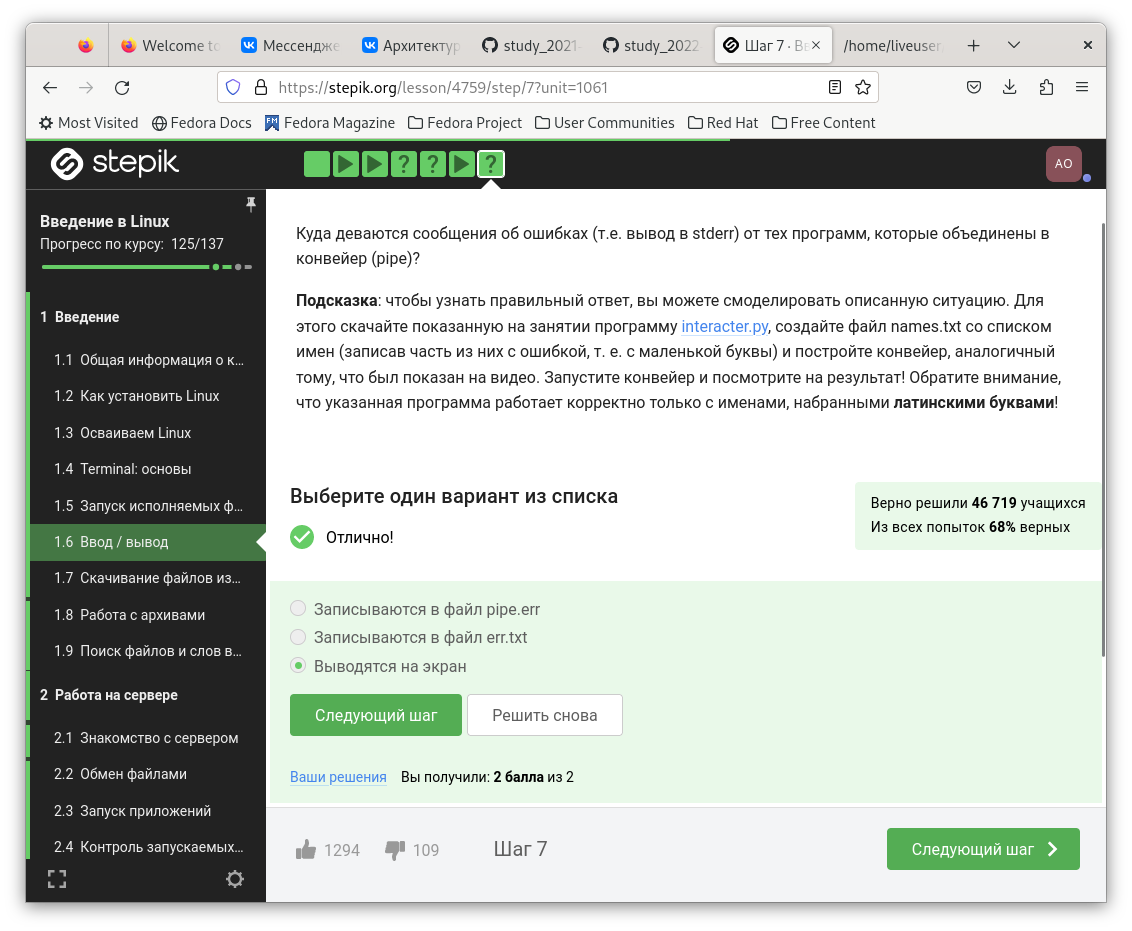 Welcome to
Мессендже
Архитектур
study_2021-
study_2022
Шаг 7 · Вв
/home/liveuser
https://stepik.org/lesson/4759/step/7?unit=1061
Most Visited
Fedora Docs
Fedora Magazine
Fedora Project
User Communities
Red Hat
Free Content
stepik
? ? ?
AO
Введение в Linux
Прогресс по курсу: 125/137
1 Введение
1.1 Общая информация о к...
1.2 Как установить Linux
1.3 Осваиваем Linux
1.4 Terminal: основы
1.5 Запуск исполняемых ф...
1.6 Ввод / вывод
1.7 Скачивание файлов из...
1.8 Работа с архивами
1.9 Поиск файлов и слов в...
2 Работа на сервере
2.1 Знакомство с сервером
2.2 Обмен файлами
2.3 Запуск приложений
2.4 Контроль запускаемых...
Куда деваются сообщения об ошибках (т.е. вывод в stderr) от тех программ, которые объединены в
конвейер (pipe)?
Подсказка: чтобы узнать правильный ответ, вы можете смоделировать описанную ситуацию. Для
этого скачайте показанную на занятии программу interacter.py, создайте файл names.txt со списком
имен (записав часть из них с ошибкой, т. е. с маленькой буквы) и постройте конвейер, аналогичный
тому, что был показан на видео. Запустите конвейер и посмотрите на результат! Обратите внимание,
что указанная программа работает корректно только с именами, набранными латинскими буквами!
Выберите один вариант из списка
Отлично!
Верно решили 46 719 учащихся
Из всех попыток 68% верных
Записываются в файл pipe.err
Записываются в файл err.txt
Выводятся на экран
Следующий шаг
Решить снова
Ваши решения Вы получили: 2 балла из 2
1294
109
Шаг 7
Следующий шаг